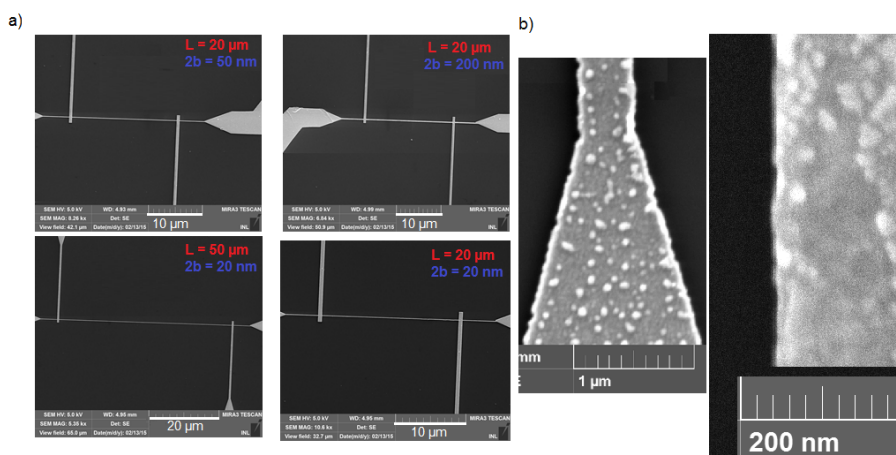 a)
L = 20 µm
2b = 50 nm
SEM HV: 5.0 kV WD: 4.93 mm MIRA3 TESCAN
SEM MAG: 8.28 kx Det: SE
View field: 42.1 µm Date(m/d/y): 02/13/15 INL
10 µm
L = 20 µm
2b = 200 nm
SEM HV: 5.0 kV WD: 4.99 mm MIRA3 TESCAN
SEM MAG: 6.84 kx Det: SE
View field: 50.9 µm Date(m/d/y): 02/13/15 INL
10 µm
L = 50 µm
2b = 20 nm
SEM HV: 5.0 kV WD: 4.95 mm MIRA3 TESCAN
SEM MAG: 5.35 kx Det: SE
View field: 65.0 µm Date(m/d/y): 02/13/15 INL
20 µm
L = 20 µm
2b = 20 nm
SEM HV: 5.0 kV WD: 4.95 mm MIRA3 TESCAN
SEM MAG: 10.6 kx Det: SE
View field: 32.7 µm Date(m/d/y): 02/13/15 INL
10 µm
b)
mm
E
1 µm
200 nm